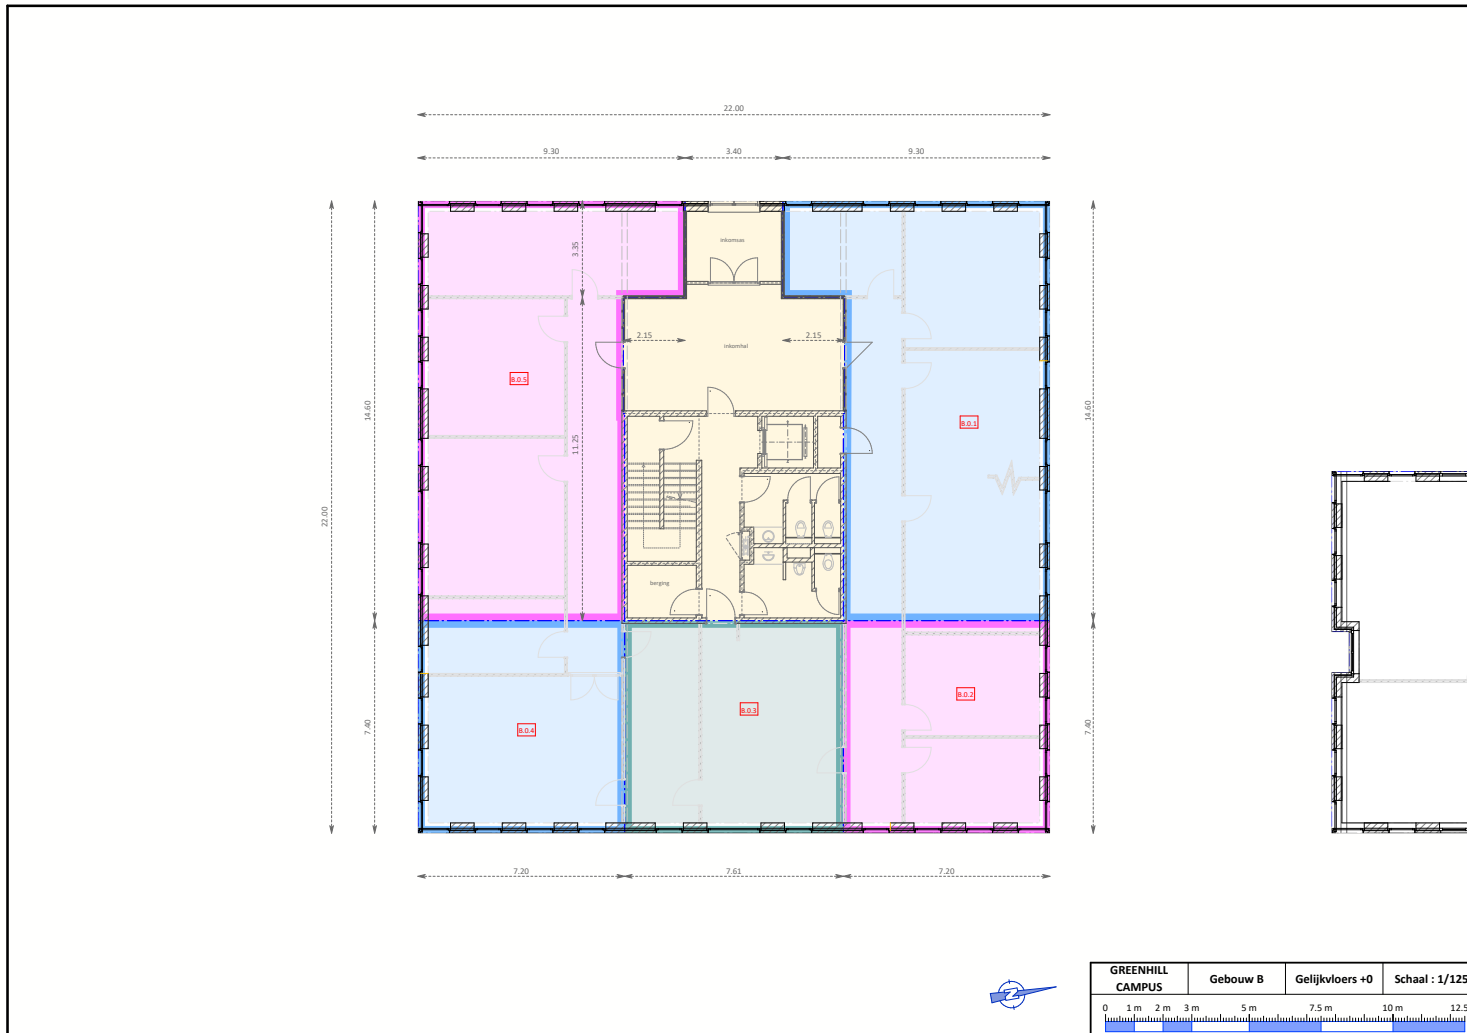 22.00
9.30 3.40 9.30
inkomsas
3.35
2.15 2.15
inkomhal
B.0.5
14.60 14.60
B.0.1
11.25
22.00
berging
B.0.2
B.0.3
B.0.4
7.40 7.40
7.20 7.61 7.20
GREENHILL CAMPUS Gebouw B Gelijkvloers +0 Schaal : 1/125
0 1 m 2 m 3 m 5 m 7.5 m 10 m 12.5